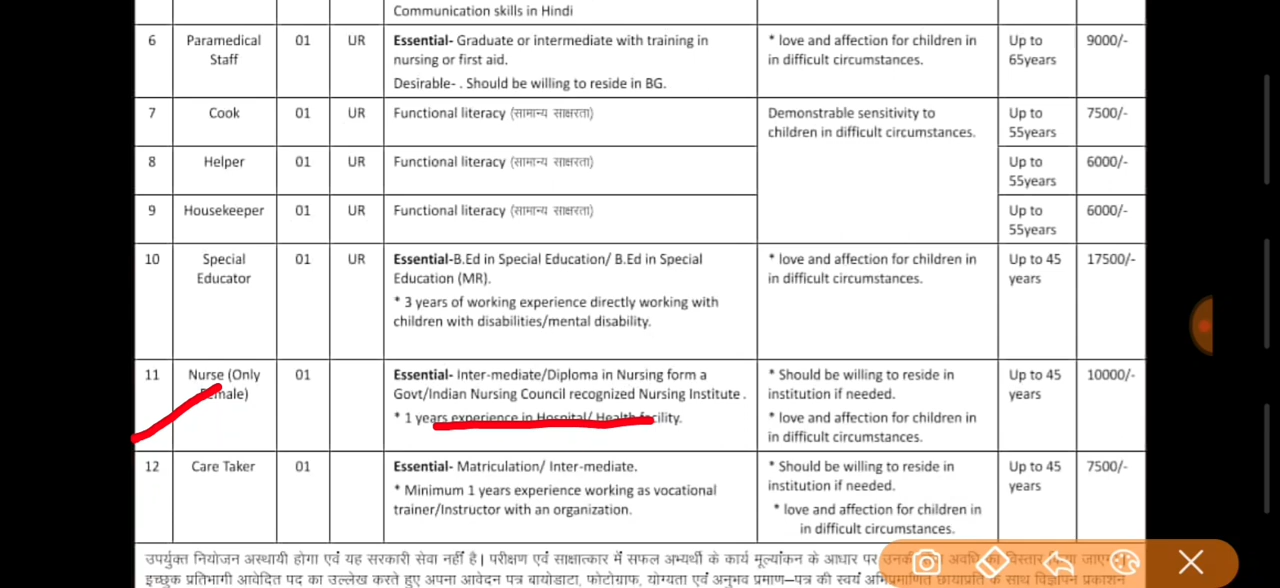 Communication skills in Hindi
6 Paramedical 01 UR Essential- Graduate or intermediate with training in * love and affection for children in Up to 9000/-
Staff nursing or first aid. in difficult circumstances. 65years
Desirable- . Should be willing to reside in BG.
7 Cook 01 UR Functional literacy (सामान्य साक्षरता) Demonstrable sensitivity to Up to 7500/-
children in difficult circumstances. 55years
8 Helper 01 UR Functional literacy (सामान्य साक्षरता) Up to 6000/-
55years
9 Housekeeper 01 UR Functional literacy (सामान्य साक्षरता) Up to 6000/-
55years
10 Special 01 UR Essential-B.Ed in Special Education/ B.Ed in Special * love and affection for children in Up to 45 17500/-
Educator Education (MR). in difficult circumstances. years
* 3 years of working experience directly working with
children with disabilities/mental disability.
11 Nurse (Only 01 Essential- Inter-mediate/Diploma in Nursing form a * Should be willing to reside in Up to 45 10000/-
Female) Govt/Indian Nursing Council recognized Nursing Institute . institution if needed. years
* 1 years experience in Hospital/ Health facility. * love and affection for children in
in difficult circumstances.
12 Care Taker 01 Essential- Matriculation/ Inter-mediate. * Should be willing to reside in Up to 45 7500/-
* Minimum 1 years experience working as vocational institution if needed. years
trainer/Instructor with an organization. * love and affection for children in
in difficult circumstances.
उपर्युक्त नियोजन अस्थायी होगा एवं यह सरकारी सेवा नहीं है। परीक्षण एवं साक्षात्कार में सफल अभ्यर्थी के कार्य मूल्यांकन के आधार पर उनकी अवधि का विस्तार किया
इच्छुक प्रतिभागी आवेदित पद का उल्लेख करते हुए अपना आवेदन पत्र बायोडाटा, फोटोग्राफ, योग्यता एवं अनुभव प्रमाण–पत्र की स्वयं अभिप्रमाणित छायाप्रति के साथ विज्ञापन प्रकाशन